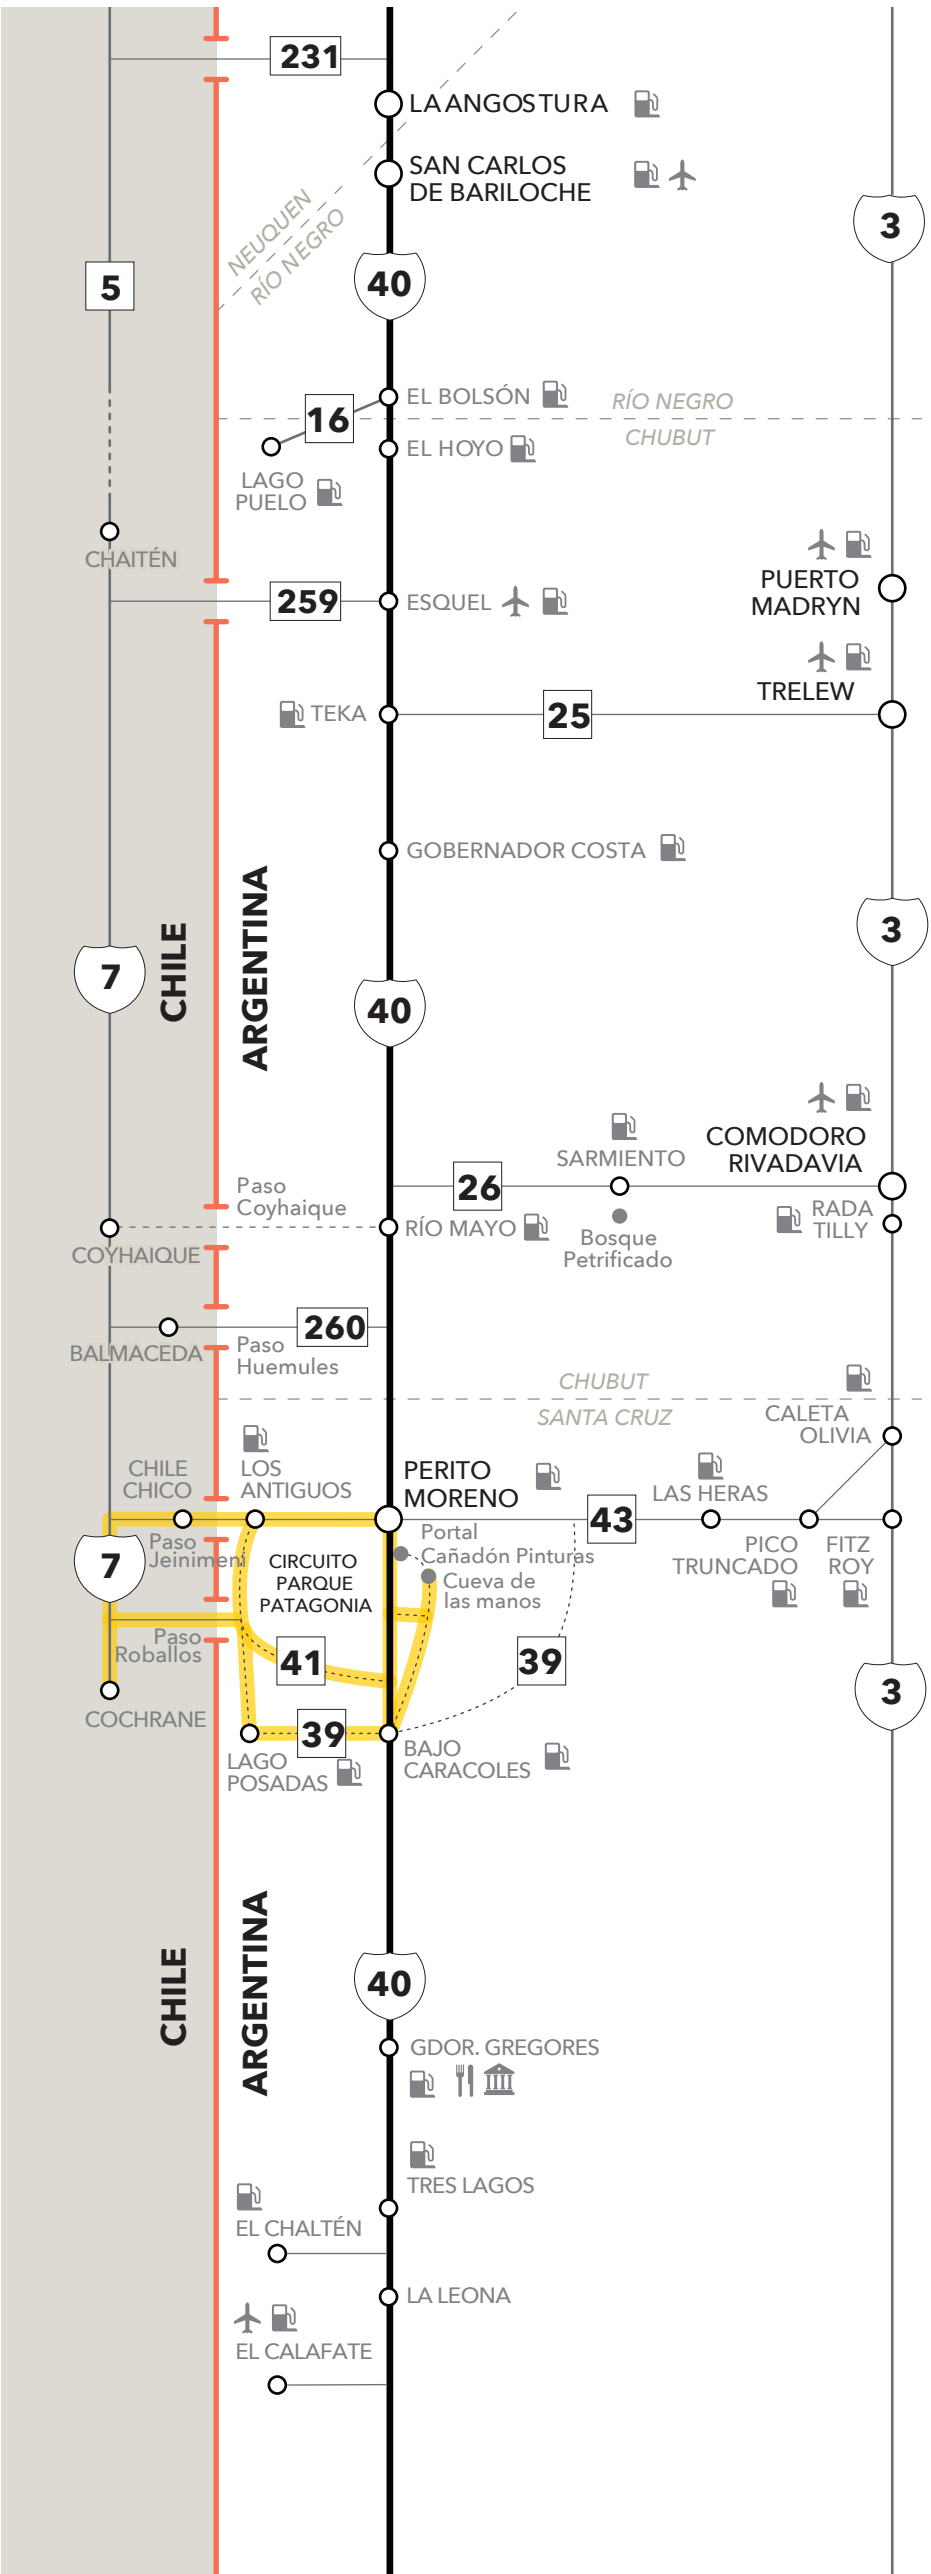 231
LA ANGOSTURA
SAN CARLOS
DE BARILOCHE
NEUQUEN
RÍO NEGRO
3
5
40
EL BOLSÓN
RÍO NEGRO
16
CHUBUT
EL HOYO
LAGO
PUELO
CHAITÉN
PUERTO
MADRYN
259
ESQUEL
TRELEW
TEKA
25
GOBERNADOR COSTA
CHILE
ARGENTINA
3
7
40
COMODORO
RIVADAVIA
SARMIENTO
26
Paso
Coyhaique
RÍO MAYO
RADA
TILLY
Bosque
Petrificado
COYHAIQUE
260
BALMACEDA
Paso
Huemules
CHUBUT
SANTA CRUZ
CALETA
OLIVIA
CHILE
CHICO
LOS
ANTIGUOS
PERITO
MORENO
LAS HERAS
43
Portal
Cañadón Pinturas
PICO
TRUNCADO
FITZ
ROY
Paso
Jeinimeni
7
CIRCUITO
PARQUE
PATAGONIA
Cueva de
las manos
Paso
Roballos
41
39
3
COCHRANE
39
LAGO
POSADAS
BAJO
CARACOLES
CHILE
ARGENTINA
40
GDOR. GREGORES
TRES LAGOS
EL CHALTÉN
LA LEONA
EL CALAFATE